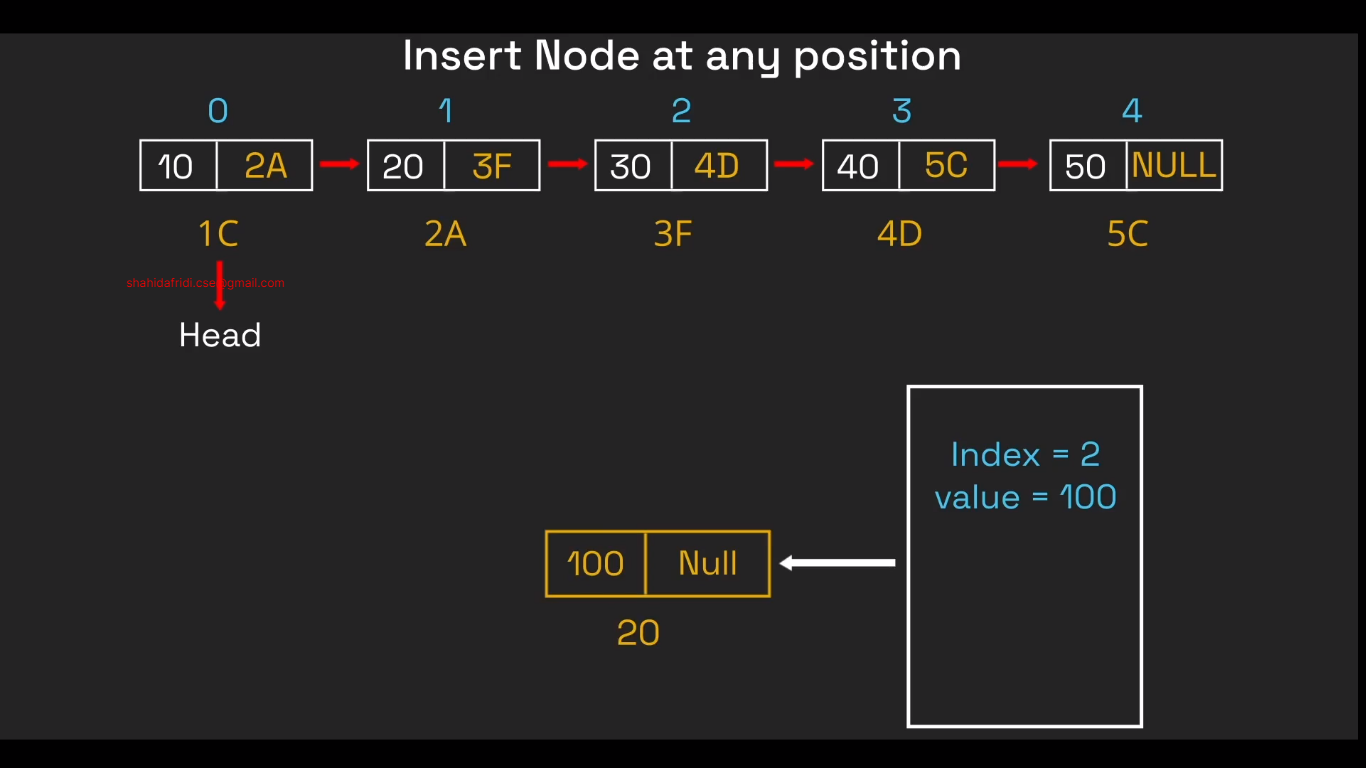 Insert Node at any position
0 1 2 3 4
10 2A 20 3F 30 4D 40 5C 50 NULL
1C 2A 3F 4D 5C
shahidafridi.cse@gmail.com
Head
Index = 2
value = 100
100 Null
20